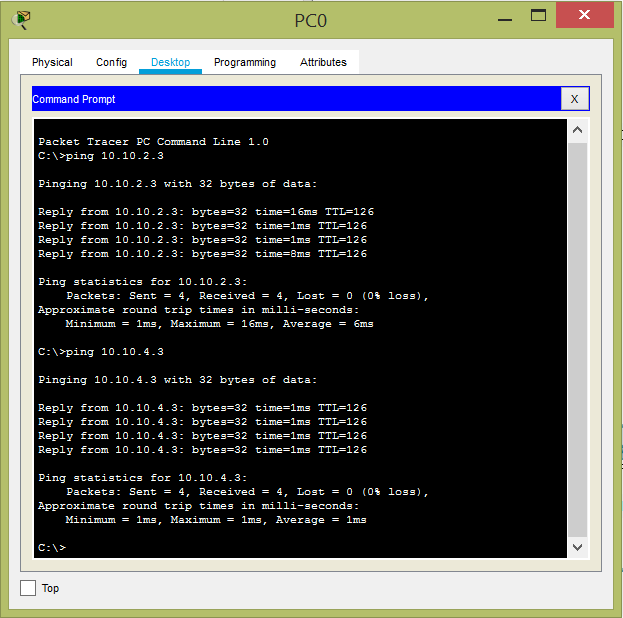 PC0
Physical Config Desktop Programming Attributes
Command Prompt X
Packet Tracer PC Command Line 1.0
C:\>ping 10.10.2.3
Pinging 10.10.2.3 with 32 bytes of data:
Reply from 10.10.2.3: bytes=32 time=16ms TTL=126
Reply from 10.10.2.3: bytes=32 time=1ms TTL=126
Reply from 10.10.2.3: bytes=32 time=1ms TTL=126
Reply from 10.10.2.3: bytes=32 time=8ms TTL=126
Ping statistics for 10.10.2.3:
Packets: Sent = 4, Received = 4, Lost = 0 (0% loss),
Approximate round trip times in milli-seconds:
Minimum = 1ms, Maximum = 16ms, Average = 6ms
C:\>ping 10.10.4.3
Pinging 10.10.4.3 with 32 bytes of data:
Reply from 10.10.4.3: bytes=32 time=1ms TTL=126
Reply from 10.10.4.3: bytes=32 time=1ms TTL=126
Reply from 10.10.4.3: bytes=32 time=1ms TTL=126
Reply from 10.10.4.3: bytes=32 time=1ms TTL=126
Ping statistics for 10.10.4.3:
Packets: Sent = 4, Received = 4, Lost = 0 (0% loss),
Approximate round trip times in milli-seconds:
Minimum = 1ms, Maximum = 1ms, Average = 1ms
C:\>
Top